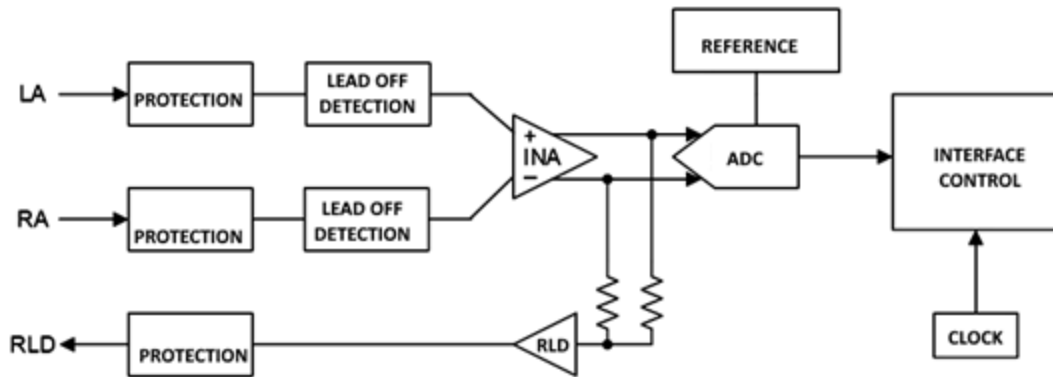 REFERENCE
LA
PROTECTION
LEAD OFF
DETECTION
+
INA
−
ADC
INTERFACE
CONTROL
RA
PROTECTION
LEAD OFF
DETECTION
RLD
PROTECTION
RLD
CLOCK